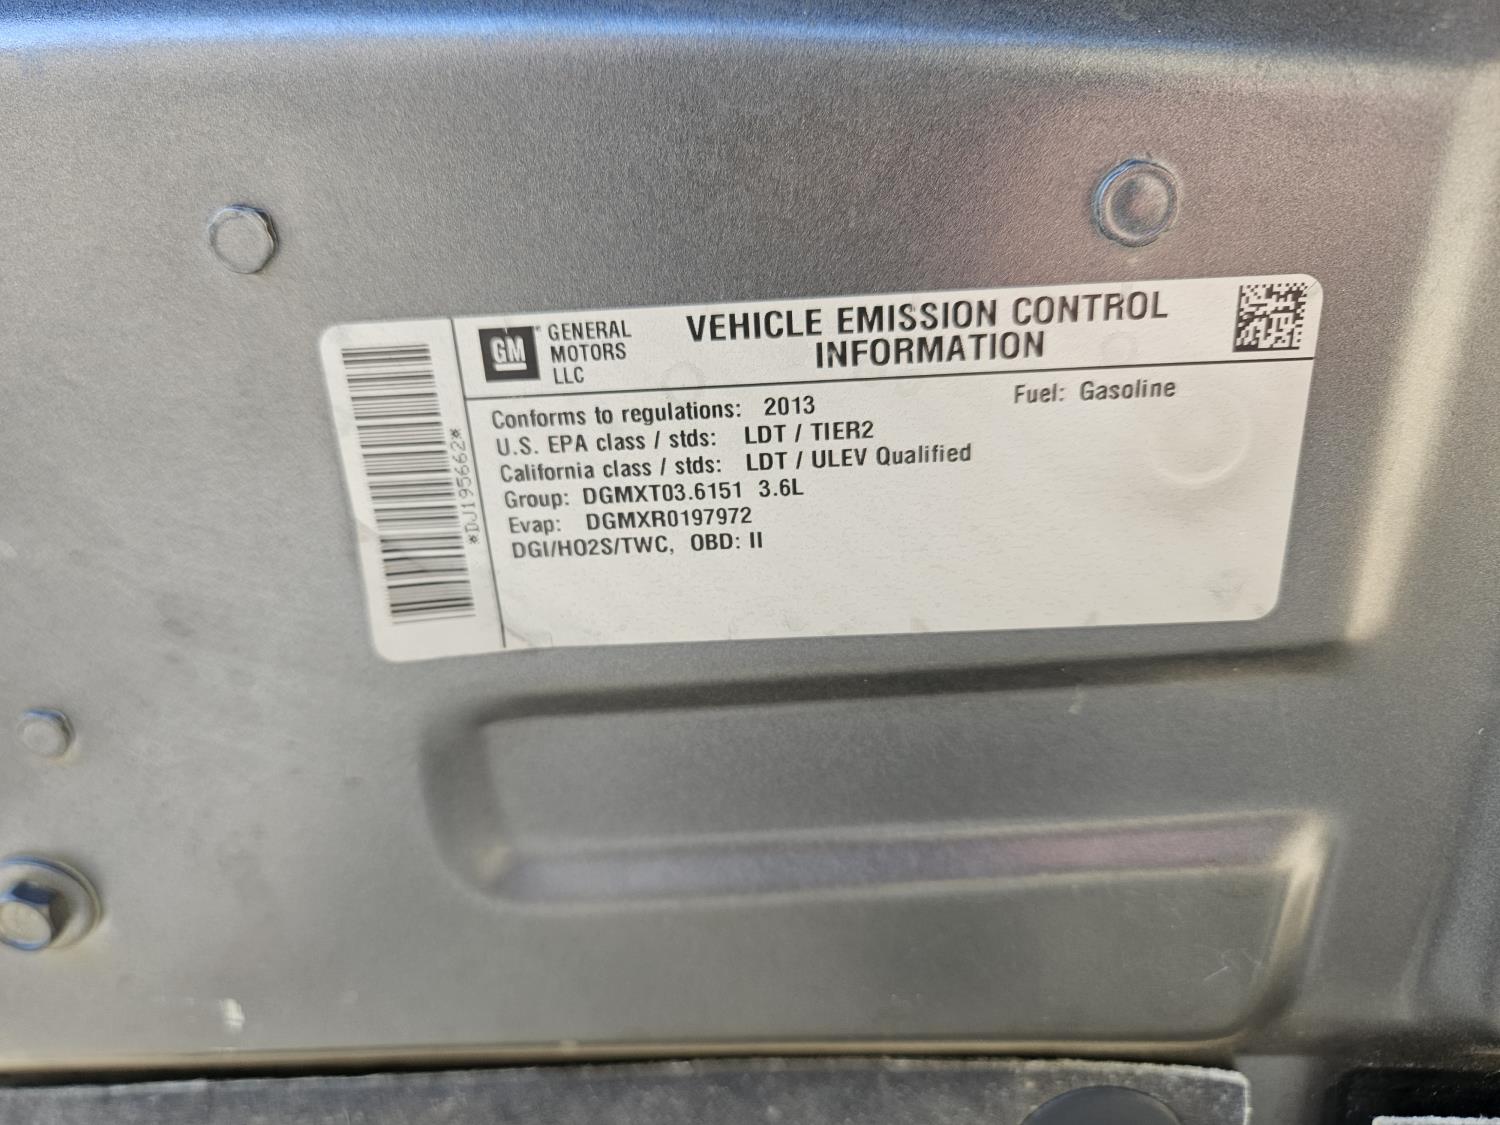 GM
GENERAL
MOTORS
LLC
VEHICLE EMISSION CONTROL
INFORMATION
Fuel: Gasoline
Conforms to regulations: 2013
U.S. EPA class / stds: LDT / TIER2
California class / stds: LDT / ULEV Qualified
Group: DGMXT03.6151 3.6L
Evap: DGMXR0197972
DGI/HO2S/TWC, OBD: II
*DJ195662*